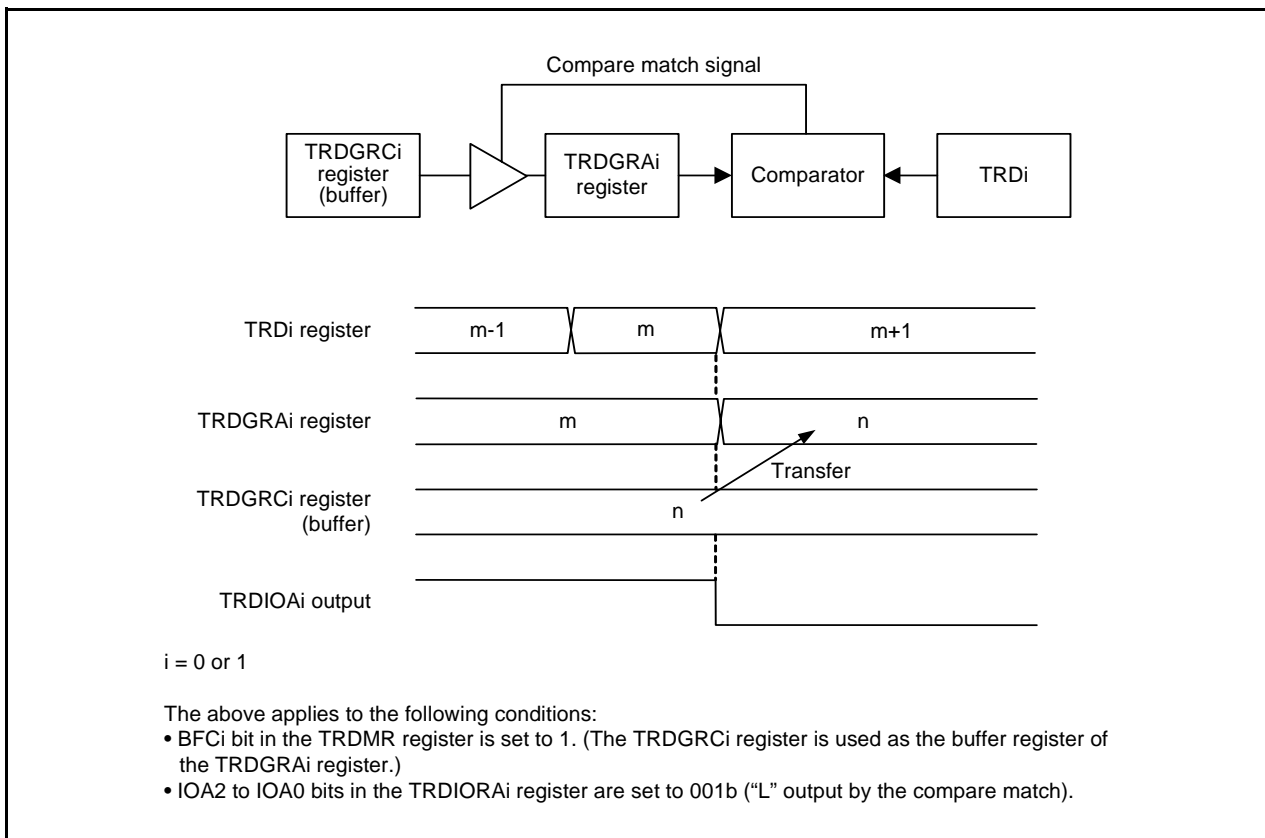 Compare match signal
TRDGRCi
register
(buffer)
TRDGRAi
register
Comparator
TRDi
TRDi register
m-1
m
m+1
TRDGRAi register
m
n
Transfer
TRDGRCi register
(buffer)
n
TRDIOAi output
i = 0 or 1
The above applies to the following conditions:
• BFCi bit in the TRDMR register is set to 1. (The TRDGRCi register is used as the buffer register of
the TRDGRAi register.)
• IOA2 to IOA0 bits in the TRDIORAi register are set to 001b (“L” output by the compare match).